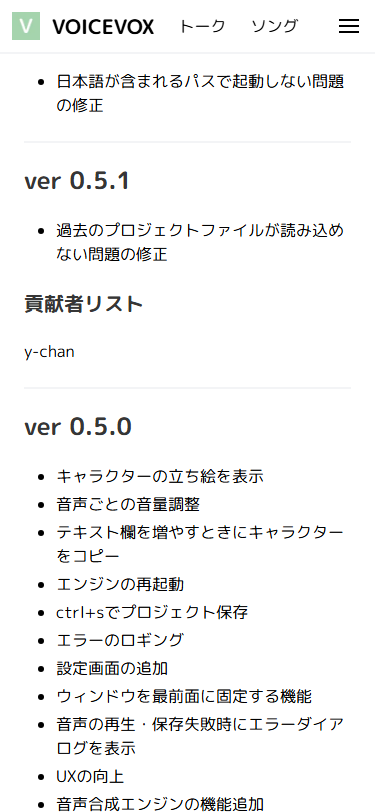 V VOICEVOX トーク ソング
日本語が含まれるパスで起動しない問題
の修正
ver 0.5.1
過去のプロジェクトファイルが読み込め
ない問題の修正
貢献者リスト
y-chan
ver 0.5.0
キャラクターの立ち絵を表示
音声ごとの音量調整
テキスト欄を増やすときにキャラクター
をコピー
エンジンの再起動
ctrl+sでプロジェクト保存
エラーのロギング
設定画面の追加
ウィンドウを最前面に固定する機能
音声の再生・保存失敗時にエラーダイア
ログを表示
UXの向上
音声合成エンジンの機能追加